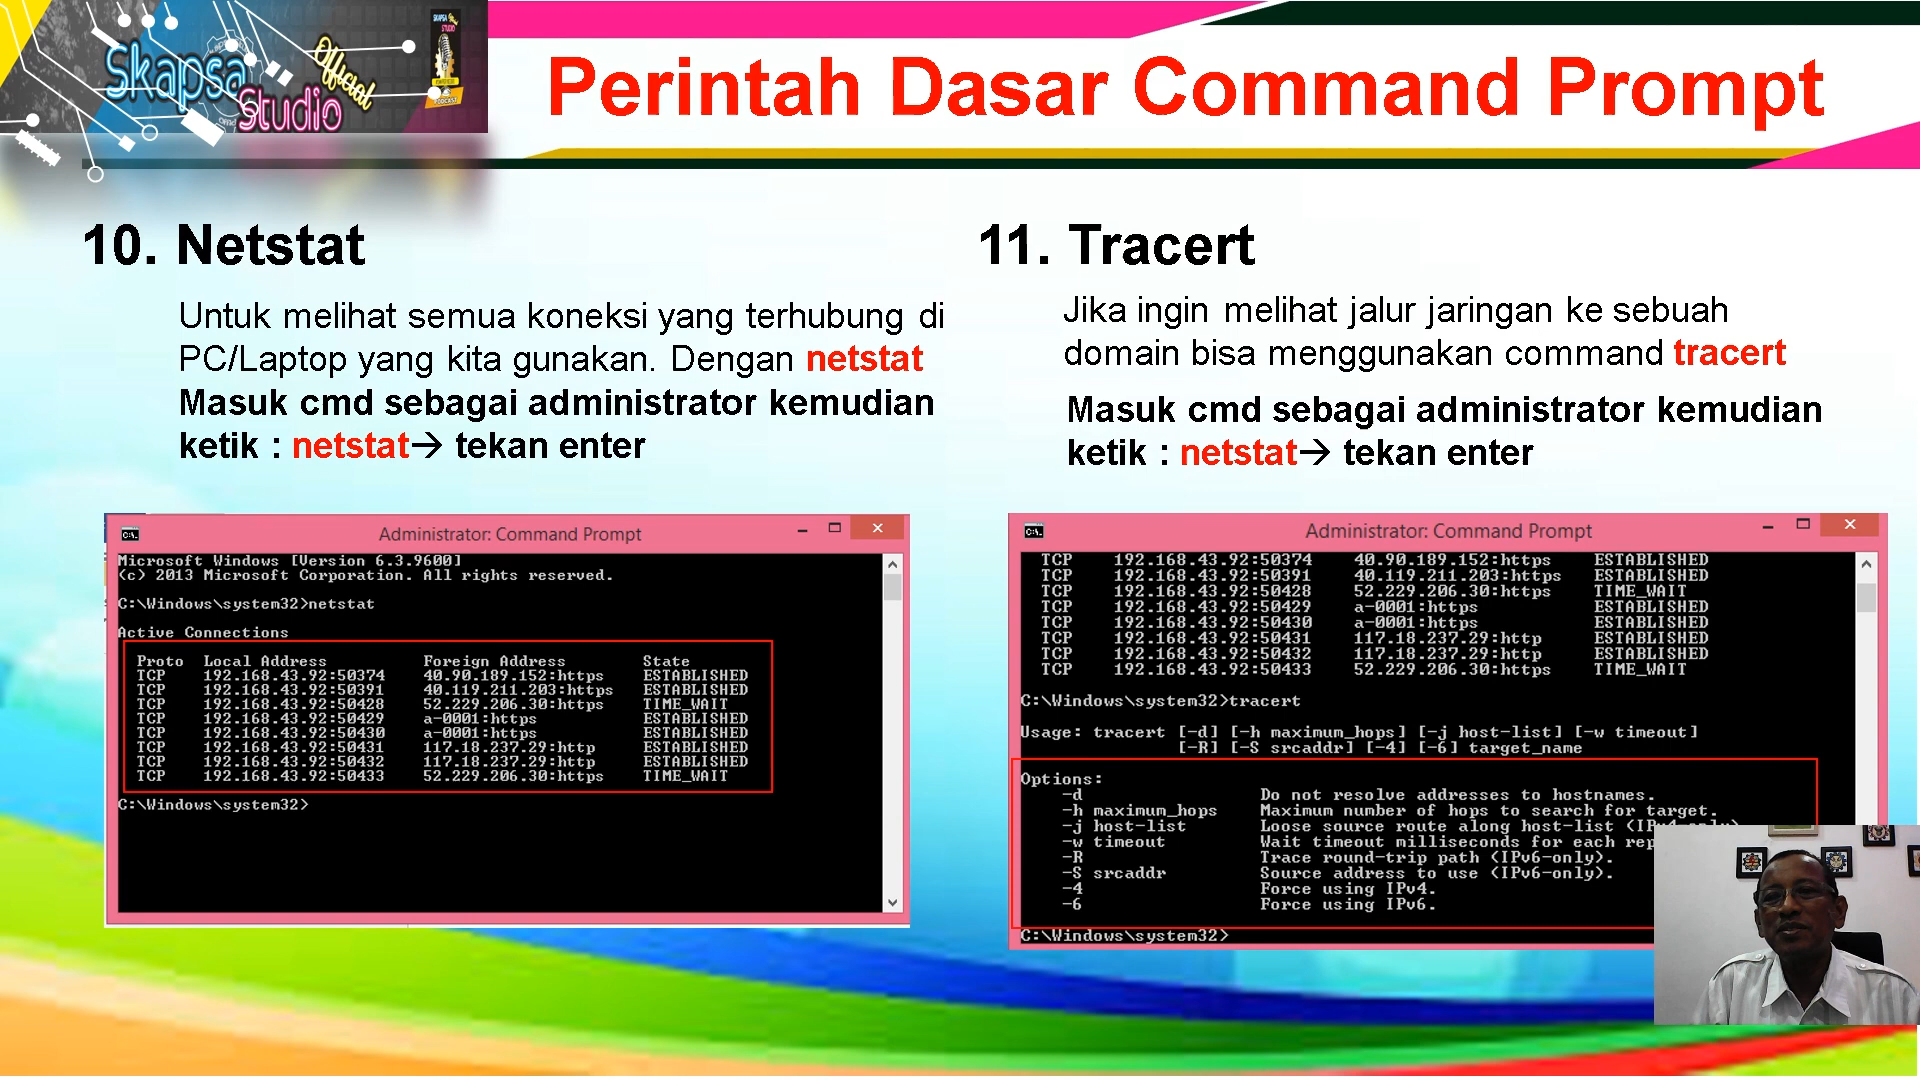 Skapsa
Studio
Official
SKAPSA
STUDIO
PODCAST
Perintah Dasar Command Prompt
10. Netstat
Untuk melihat semua koneksi yang terhubung di
PC/Laptop yang kita gunakan. Dengan netstat
Masuk cmd sebagai administrator kemudian
ketik : netstat→ tekan enter
Administrator: Command Prompt
Microsoft Windows [Version 6.3.9600]
(c) 2013 Microsoft Corporation. All rights reserved.
C:\Windows\system32>netstat
Active Connections
Proto Local Address Foreign Address State
TCP 192.168.43.92:50374 40.90.189.152:https ESTABLISHED
TCP 192.168.43.92:50391 40.119.211.203:https ESTABLISHED
TCP 192.168.43.92:50428 52.229.206.30:https TIME_WAIT
TCP 192.168.43.92:50429 a-0001:https ESTABLISHED
TCP 192.168.43.92:50430 a-0001:https ESTABLISHED
TCP 192.168.43.92:50431 117.18.237.29:http ESTABLISHED
TCP 192.168.43.92:50432 117.18.237.29:http ESTABLISHED
TCP 192.168.43.92:50433 52.229.206.30:https TIME_WAIT
C:\Windows\system32>
11. Tracert
Jika ingin melihat jalur jaringan ke sebuah
domain bisa menggunakan command tracert
Masuk cmd sebagai administrator kemudian
ketik : netstat→ tekan enter
Administrator: Command Prompt
TCP 192.168.43.92:50374 40.90.189.152:https ESTABLISHED
TCP 192.168.43.92:50391 40.119.211.203:https ESTABLISHED
TCP 192.168.43.92:50428 52.229.206.30:https TIME_WAIT
TCP 192.168.43.92:50429 a-0001:https ESTABLISHED
TCP 192.168.43.92:50430 a-0001:https ESTABLISHED
TCP 192.168.43.92:50431 117.18.237.29:http ESTABLISHED
TCP 192.168.43.92:50432 117.18.237.29:http ESTABLISHED
TCP 192.168.43.92:50433 52.229.206.30:https TIME_WAIT
C:\Windows\system32>tracert
Usage: tracert [-d] [-h maximum_hops] [-j host-list] [-w timeout]
[-R] [-S srcaddr] [-4] [-6] target_name
Options:
-d Do not resolve addresses to hostnames.
-h maximum_hops Maximum number of hops to search for target.
-j host-list Loose source route along host-list (IPv4-only).
-w timeout Wait timeout milliseconds for each rep
-R Trace round-trip path (IPv6-only).
-S srcaddr Source address to use (IPv6-only).
-4 Force using IPv4.
-6 Force using IPv6.
C:\Windows\system32>